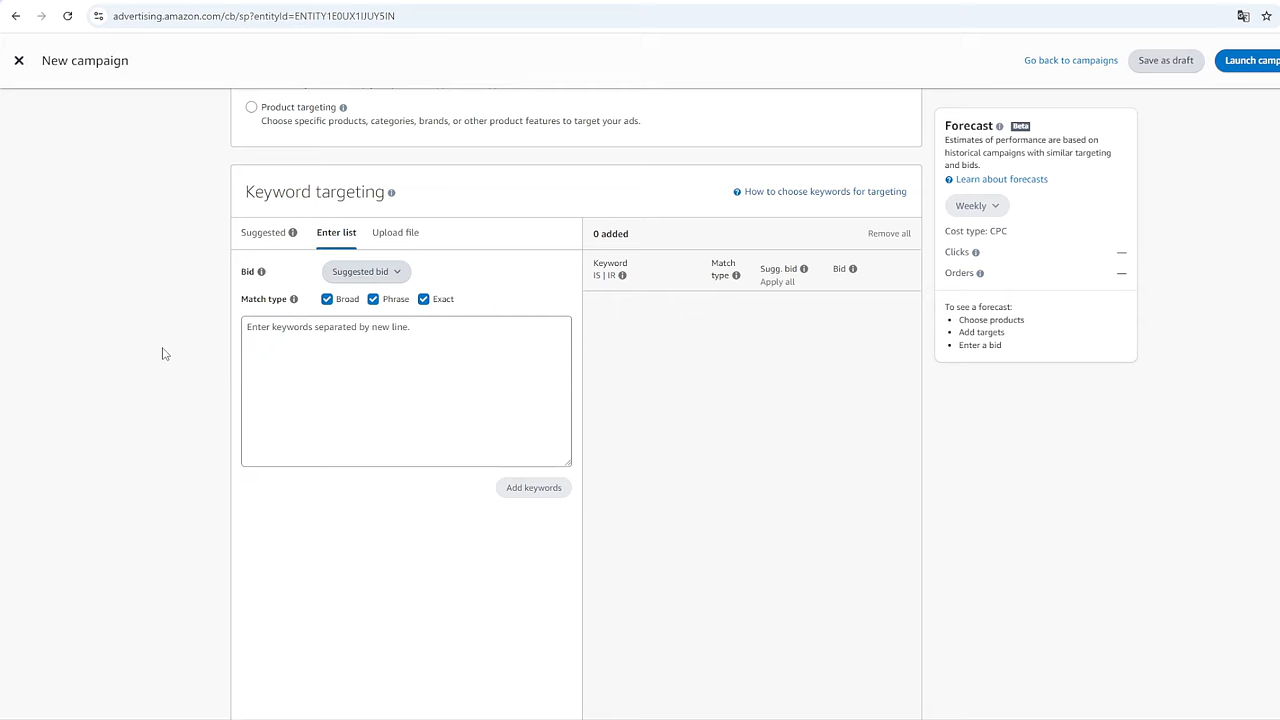 advertising.amazon.com/cb/sp?entityId=ENTITY1E0UX1IJUY5IN
New campaign
Go back to campaigns
Save as draft
Launch camp
Product targeting
Choose specific products, categories, brands, or other product features to target your ads.
Keyword targeting
How to choose keywords for targeting
Suggested
Enter list
Upload file
Bid
Suggested bid
Match type
Broad
Phrase
Exact
Enter keywords separated by new line.
Add keywords
0 added
Remove all
Keyword
IS | IR
Match
type
Sugg. bid
Apply all
Bid
Forecast
Beta
Estimates of performance are based on
historical campaigns with similar targeting
and bids.
Learn about forecasts
Weekly
Cost type: CPC
Clicks —
Orders —
To see a forecast:
• Choose products
• Add targets
• Enter a bid